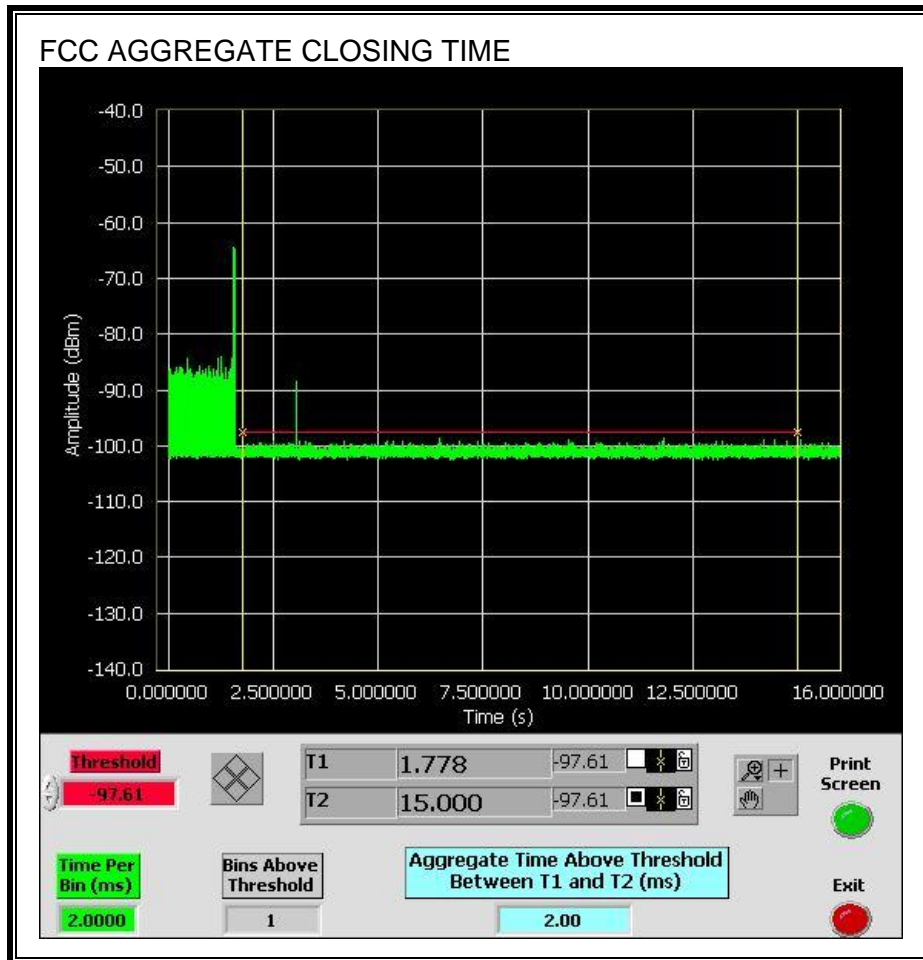 FCC AGGREGATE CLOSING TIME
-40.0
-50.0
-60.0
-70.0
-80.0
-90.0
-100.0
-110.0
-120.0
-130.0
-140.0
Amplitude (dBm)
0.000000 2.500000 5.000000 7.500000 10.000000 12.500000 16.000000
Time (s)
Threshold
-97.61
T1 1.778 -97.61
T2 15.000 -97.61
Print
Screen
Time Per
Bin (ms)
2.0000
Bins Above
Threshold
1
Aggregate Time Above Threshold
Between T1 and T2 (ms)
2.00
Exit